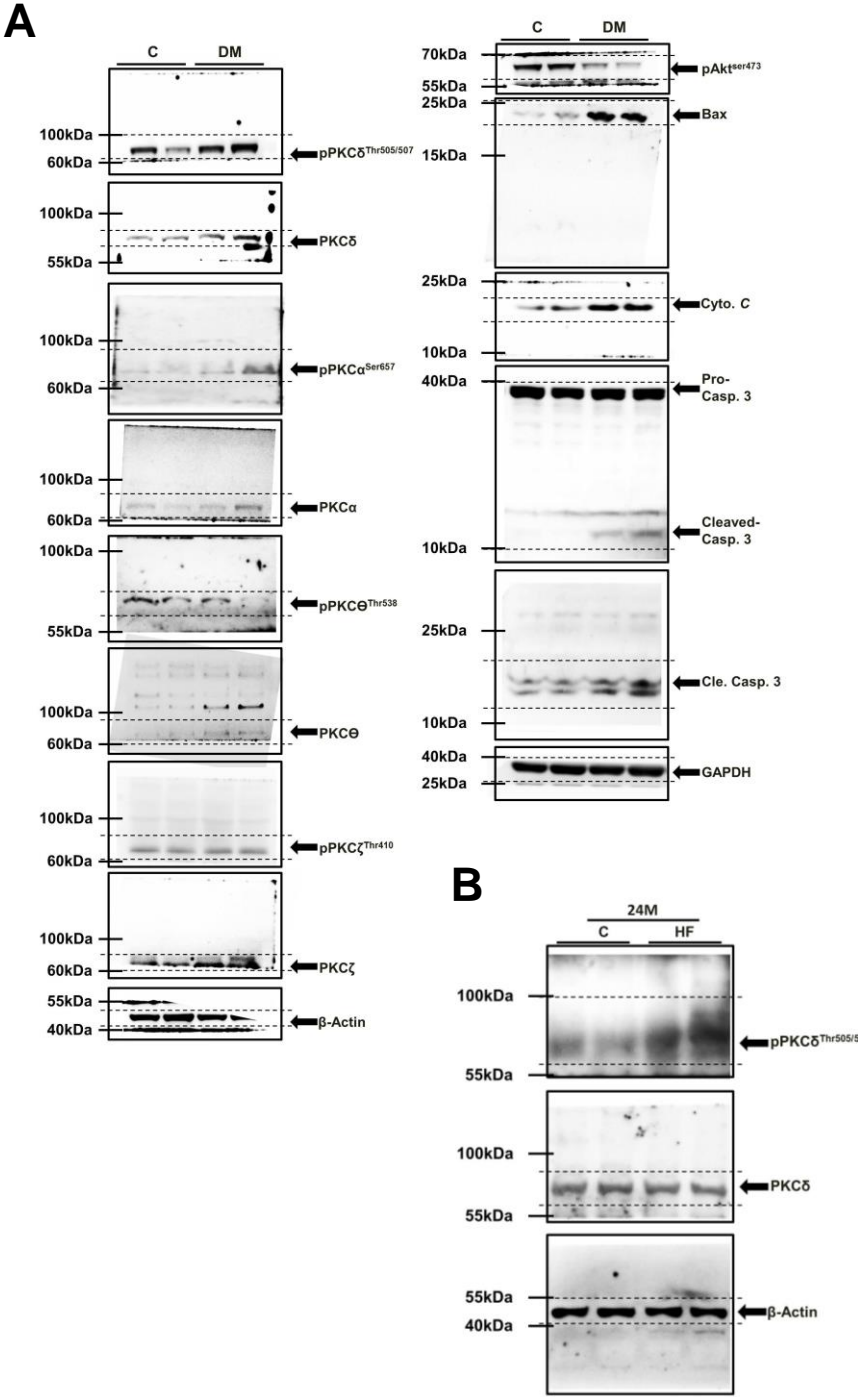 A
C DM
100kDa
pPKCδThr505/507
60kDa
100kDa
PKCδ
55kDa
100kDa
pPKCαSer657
60kDa
100kDa
PKCα
60kDa
100kDa
pPKCΘThr538
55kDa
100kDa
PKCΘ
60kDa
100kDa
pPKCζThr410
60kDa
100kDa
PKCζ
60kDa
55kDa
β-Actin
40kDa
C DM
70kDa
pAktser473
55kDa
25kDa
Bax
15kDa
25kDa
Cyto. C
10kDa
40kDa
Pro-
Casp. 3
Cleaved-
Casp. 3
10kDa
25kDa
Cle. Casp. 3
10kDa
40kDa
GAPDH
25kDa
B
24M
C HF
100kDa
pPKCδThr505/5
55kDa
100kDa
PKCδ
55kDa
55kDa
β-Actin
40kDa